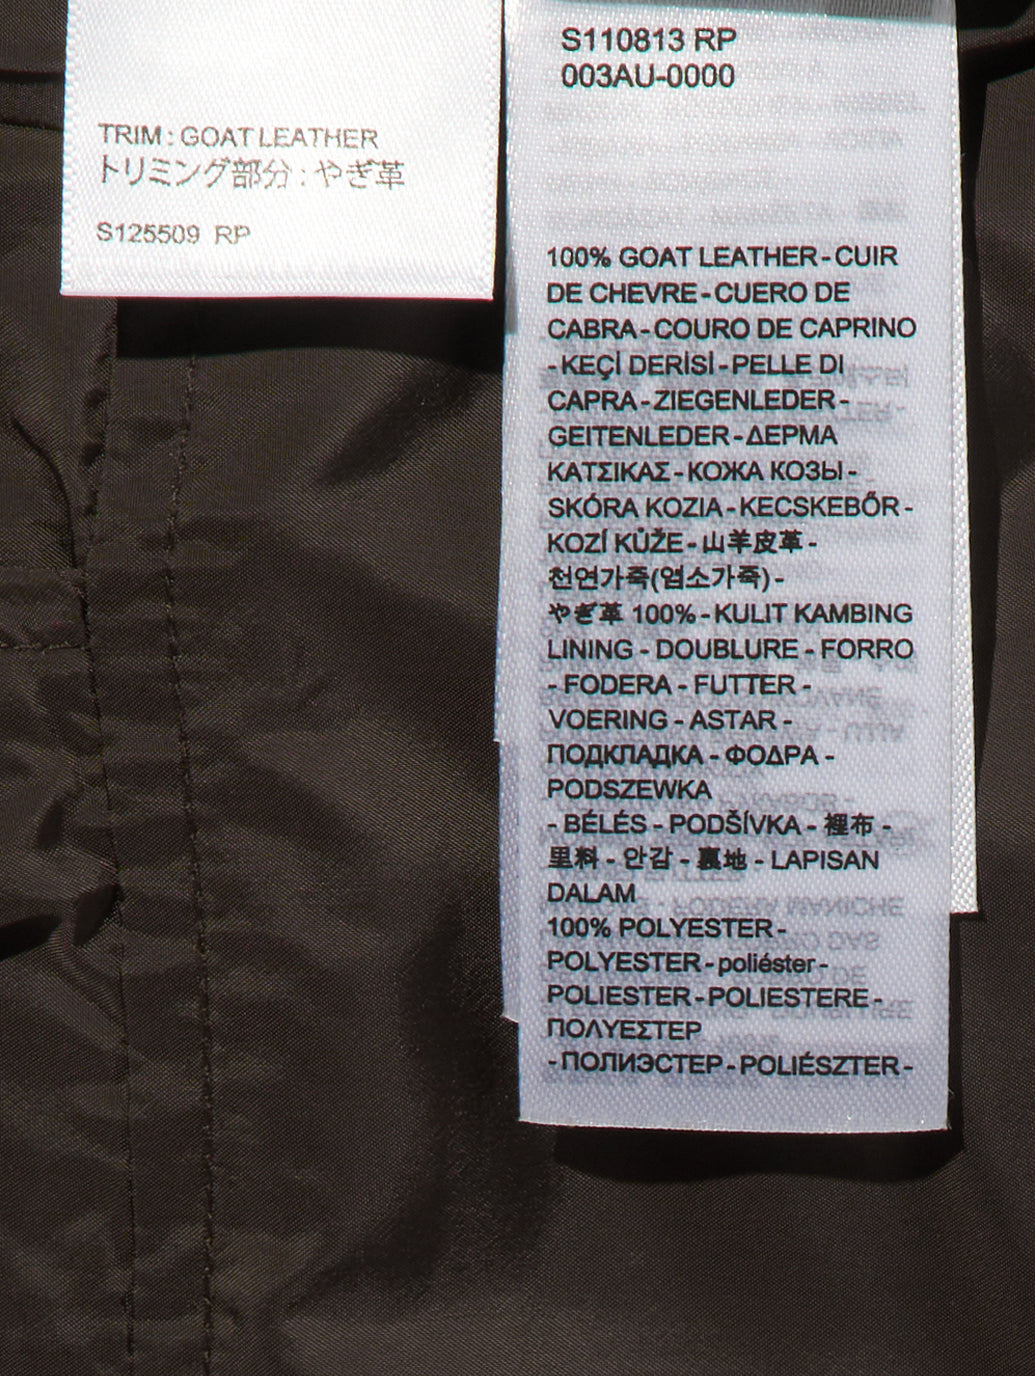 TRIM : GOAT LEATHER
トリミング部分 : やぎ革
S125509 RP
S110813 RP
003AU-0000
100% GOAT LEATHER - CUIR
DE CHEVRE - CUERO DE
CABRA - COURO DE CAPRINO
- KEÇİ DERİSİ - PELLE DI
CAPRA - ZIEGENLEDER -
GEITENLEDER - ΔΕΡΜΑ
ΚΑΤΣΙΚΑΣ - КОЖА КОЗЫ -
SKÓRA KOZIA - KECSKEBŐR -
KOZÍ KŮŽE - 山羊皮革 -
천연가죽(염소가죽) -
やぎ革 100% - KULIT KAMBING
LINING - DOUBLURE - FORRO
- FODERA - FUTTER -
VOERING - ASTAR -
ПОДКЛАДКА - ΦΟΔΡΑ -
PODSZEWKA
- BÉLÉS - PODŠÍVKA - 裡布 -
里料 - 안감 - 裏地 - LAPISAN
DALAM
100% POLYESTER -
POLYESTER - poliéster -
POLIESTER - POLIESTERE -
ΠΟΛΥΕΣΤΕΡ
- ПОЛИЭСТЕР - POLIÉSZTER -